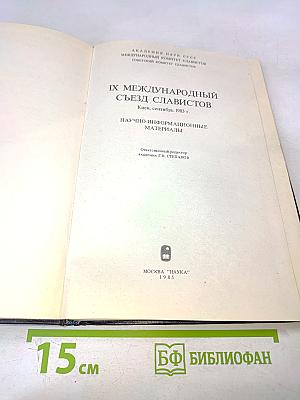 АКАДЕМИЯ НАУК СССР
МЕЖДУНАРОДНЫЙ КОМИТЕТ СЛАВИСТОВ
СОВЕТСКИЙ КОМИТЕТ СЛАВИСТОВ
IX МЕЖДУНАРОДНЫЙ
СЪЕЗД СЛАВИСТОВ
Киев, сентябрь 1983 г.
НАУЧНО-ИНФОРМАЦИОННЫЕ
МАТЕРИАЛЫ
Ответственный редактор
академик Г.В. СТЕПАНОВ
МОСКВА "НАУКА"
1983
15 см
БФ БИБЛИОФАН